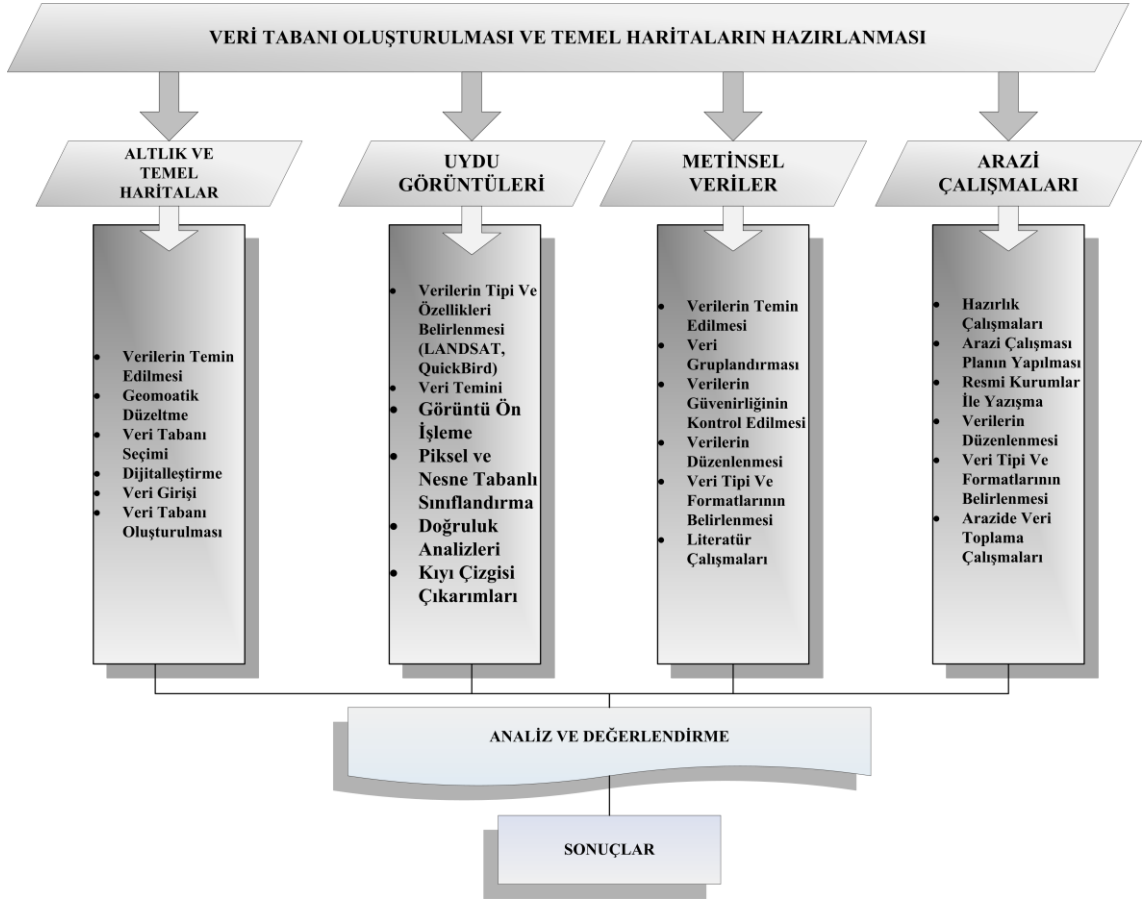 VERİ TABANI OLUŞTURULMASI VE TEMEL HARİTALARIN HAZIRLANMASI
ALTLIK VE
TEMEL
HARİTALAR
UYDU
GÖRÜNTÜLERİ
METİNSEL
VERİLER
ARAZİ
ÇALIŞMALARI
• Verilerin Temin
Edilmesi
• Geomoatik
Düzeltme
• Veri Tabanı
Seçimi
• Dijitalleştirme
• Veri Girişi
• Veri Tabanı
Oluşturulması
• Verilerin Tipi Ve
Özellikleri
Belirlenmesi
(LANDSAT,
QuickBird)
• Veri Temini
• Görüntü Ön
İşleme
• Piksel ve
Nesne Tabanlı
Sınıflandırma
• Doğruluk
Analizleri
• Kıyı Çizgisi
Çıkarımları
• Verilerin Temin
Edilmesi
• Veri
Gruplandırması
• Verilerin
Güvenirliğinin
Kontrol Edilmesi
• Verilerin
Düzenlenmesi
• Veri Tipi Ve
Formatlarının
Belirlenmesi
• Literatür
Çalışmaları
• Hazırlık
Çalışmaları
• Arazi Çalışması
Planın Yapılması
• Resmi Kurumlar
İle Yazışma
• Verilerin
Düzenlenmesi
• Veri Tipi Ve
Formatlarının
Belirlenmesi
• Arazide Veri
Toplama
Çalışmaları
ANALİZ VE DEĞERLENDİRME
SONUÇLAR